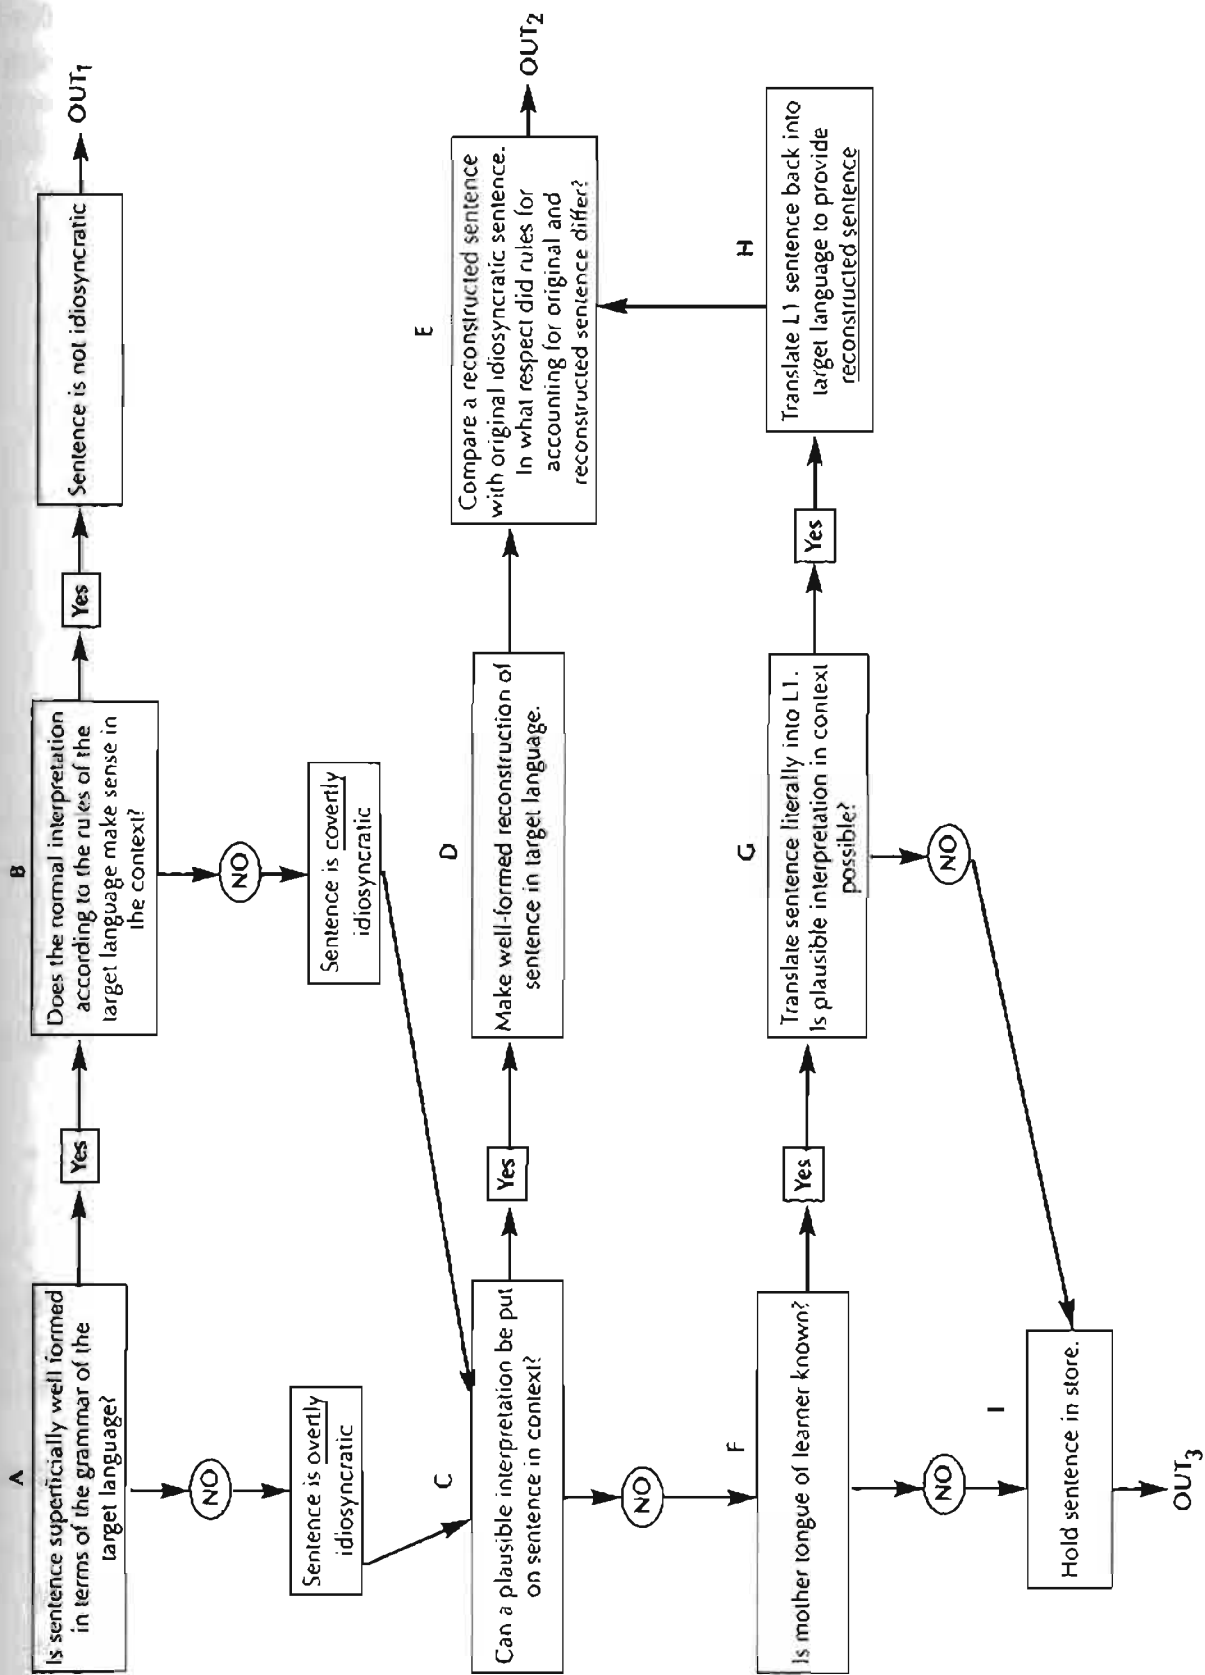 A
Is sentence superficially well formed
in terms of the grammar of the
target language?
Yes
B
Does the normal interpretation
according to the rules of the
target language make sense in
the context?
Yes
Sentence is not idiosyncratic
OUT1
NO
Sentence is overtly
idiosyncratic
NO
Sentence is covertly
idiosyncratic
C
Can a plausible interpretation be put
on sentence in context?
Yes
D
Make well-formed reconstruction of
sentence in target language.
E
Compare a reconstructed sentence
with original idiosyncratic sentence.
In what respect did rules for
accounting for original and
reconstructed sentence differ?
OUT2
NO
F
Is mother tongue of learner known?
Yes
G
Translate sentence literally into L1.
Is plausible interpretation in context
possible?
Yes
H
Translate L1 sentence back into
target language to provide
reconstructed sentence
NO
NO
I
Hold sentence in store.
OUT3